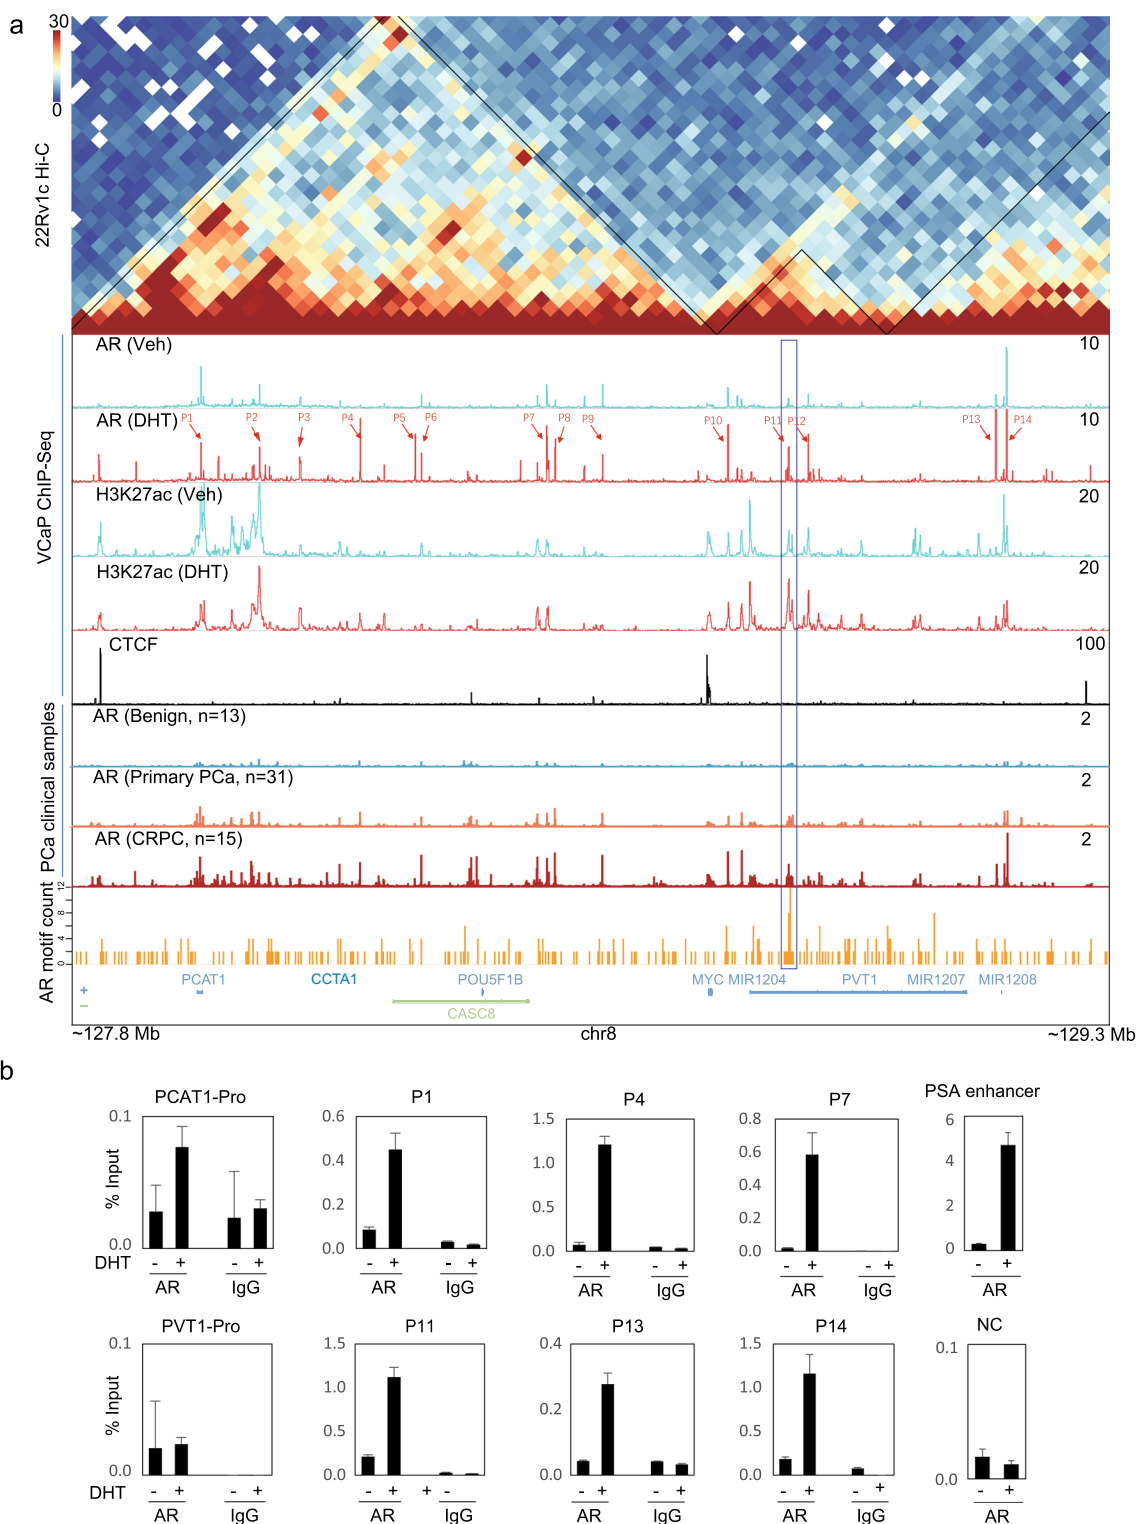 a
30
0
22Rv1c Hi-C
VCaP ChIP-Seq
AR (Veh) 10
AR (DHT) 10
P1 P2 P3 P4 P5 P6 P7 P8 P9 P10 P11 P12 P13 P14
H3K27ac (Veh) 20
H3K27ac (DHT) 20
CTCF 100
PCa clinical samples
AR (Benign, n=13) 2
AR (Primary PCa, n=31) 2
AR (CRPC, n=15) 2
AR motif count
12
8
4
0
PCAT1 CCTA1 POU5F1B MYC MIR1204 PVT1 MIR1207 MIR1208
+
−
CASC8
~127.8 Mb chr8 ~129.3 Mb
b
PCAT1-Pro P1 P4 P7 PSA enhancer
% Input
0.1
0.0
0.6
0.4
0.2
0.0
1.5
1.0
0.5
0.0
0.8
0.6
0.4
0.2
0.0
6
4
2
0
DHT - + - + - + - + - + - + - + - + - +
AR IgG AR IgG AR IgG AR IgG AR
PVT1-Pro P11 P13 P14 NC
% Input
0.1
0.0
1.5
1.0
0.5
0.0
0.4
0.2
0.0
1.5
1.0
0.5
0.0
0.1
0.0
DHT - + - + - + + - - + - + - + - + - +
AR IgG AR IgG AR IgG AR IgG AR